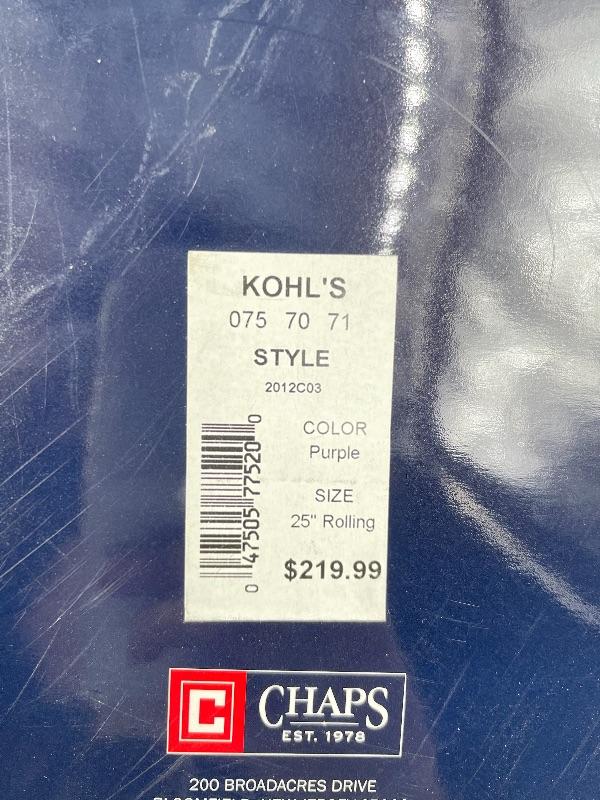 KOHL'S
075 70 71
STYLE
2012C03
COLOR
Purple
SIZE
25" Rolling
$219.99
0 47505 77520 0
C CHAPS
EST. 1978
200 BROADACRES DRIVE